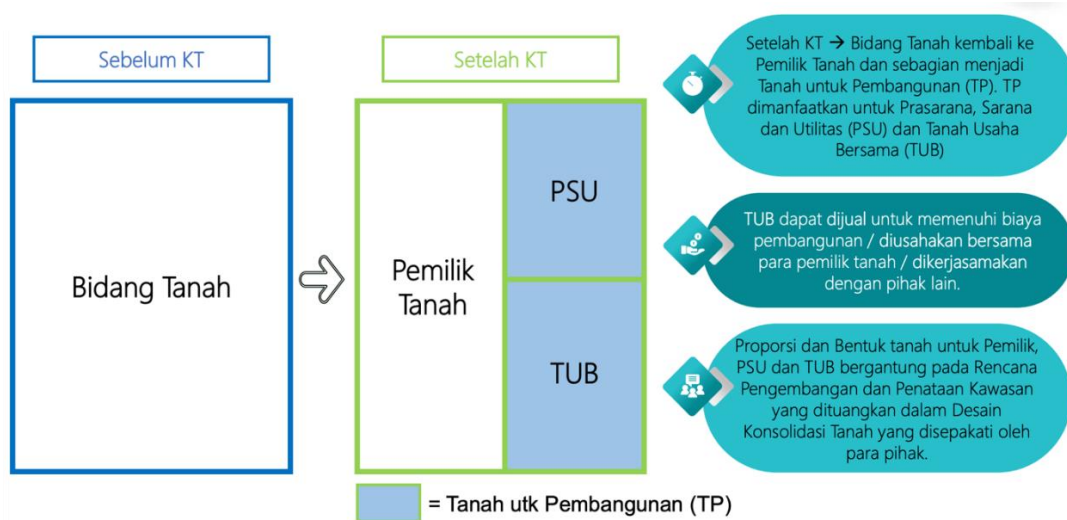 Sebelum KT
Bidang Tanah
Setelah KT
Pemilik
Tanah
PSU
TUB
= Tanah utk Pembangunan (TP)
Setelah KT → Bidang Tanah kembali ke
Pemilik Tanah dan sebagian menjadi
Tanah untuk Pembangunan (TP). TP
dimanfaatkan untuk Prasarana, Sarana
dan Utilitas (PSU) dan Tanah Usaha
Bersama (TUB)
TUB dapat dijual untuk memenuhi biaya
pembangunan / diusahakan bersama
para pemilik tanah / dikerjasamakan
dengan pihak lain.
Proporsi dan Bentuk tanah untuk Pemilik,
PSU dan TUB bergantung pada Rencana
Pengembangan dan Penataan Kawasan
yang dituangkan dalam Desain
Konsolidasi Tanah yang disepakati oleh
para pihak.